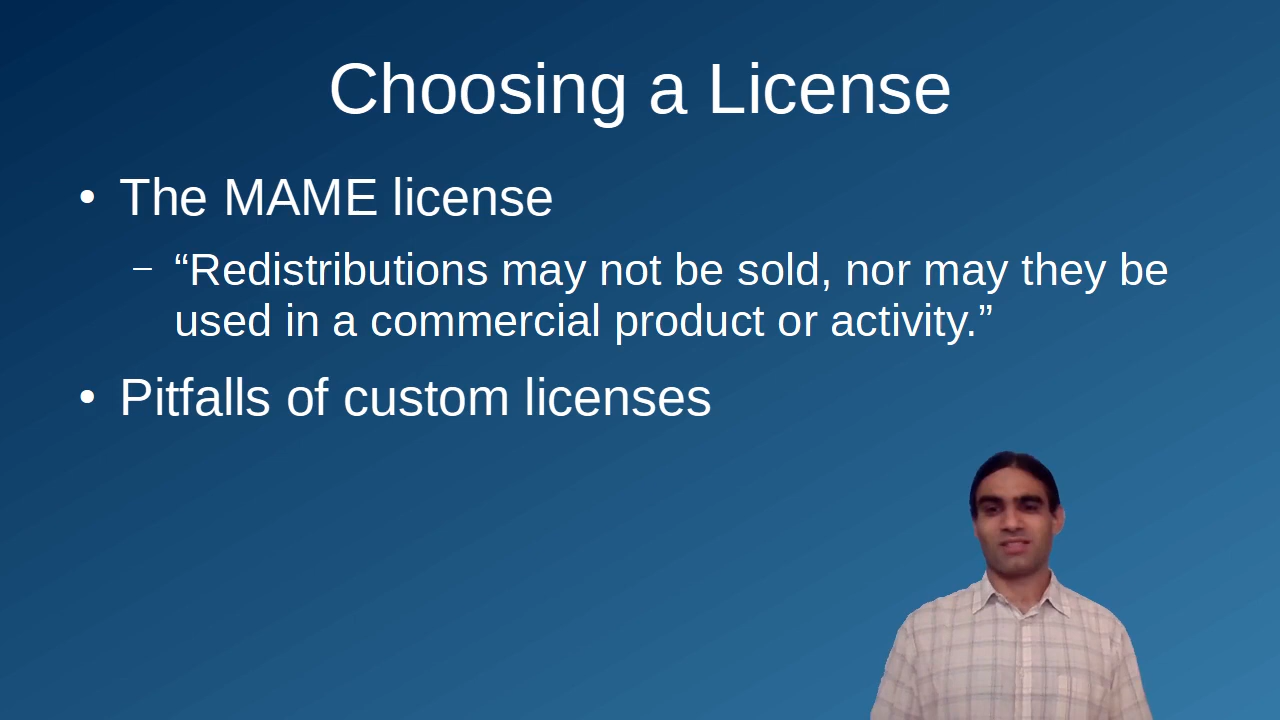 Choosing a License
• The MAME license
– “Redistributions may not be sold, nor may they be
used in a commercial product or activity.”
• Pitfalls of custom licenses